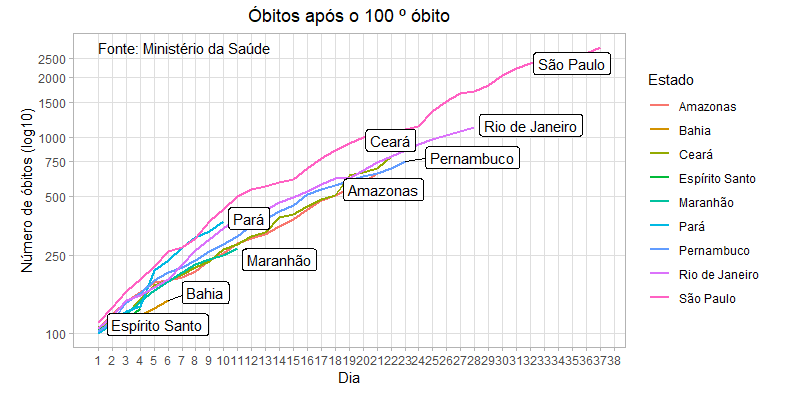 Óbitos após o 100 º óbito
Fonte: Ministério da Saúde
Número de óbitos (log10)
2500
2000
1500
1000
750
500
250
100
São Paulo
Rio de Janeiro
Ceará
Pernambuco
Amazonas
Pará
Maranhão
Bahia
Espírito Santo
1 2 3 4 5 6 7 8 9 10 11 12 13 14 15 16 17 18 19 20 21 22 23 24 25 26 27 28 29 30 31 32 33 34 35 36 37 38
Dia
Estado
Amazonas
Bahia
Ceará
Espírito Santo
Maranhão
Pará
Pernambuco
Rio de Janeiro
São Paulo